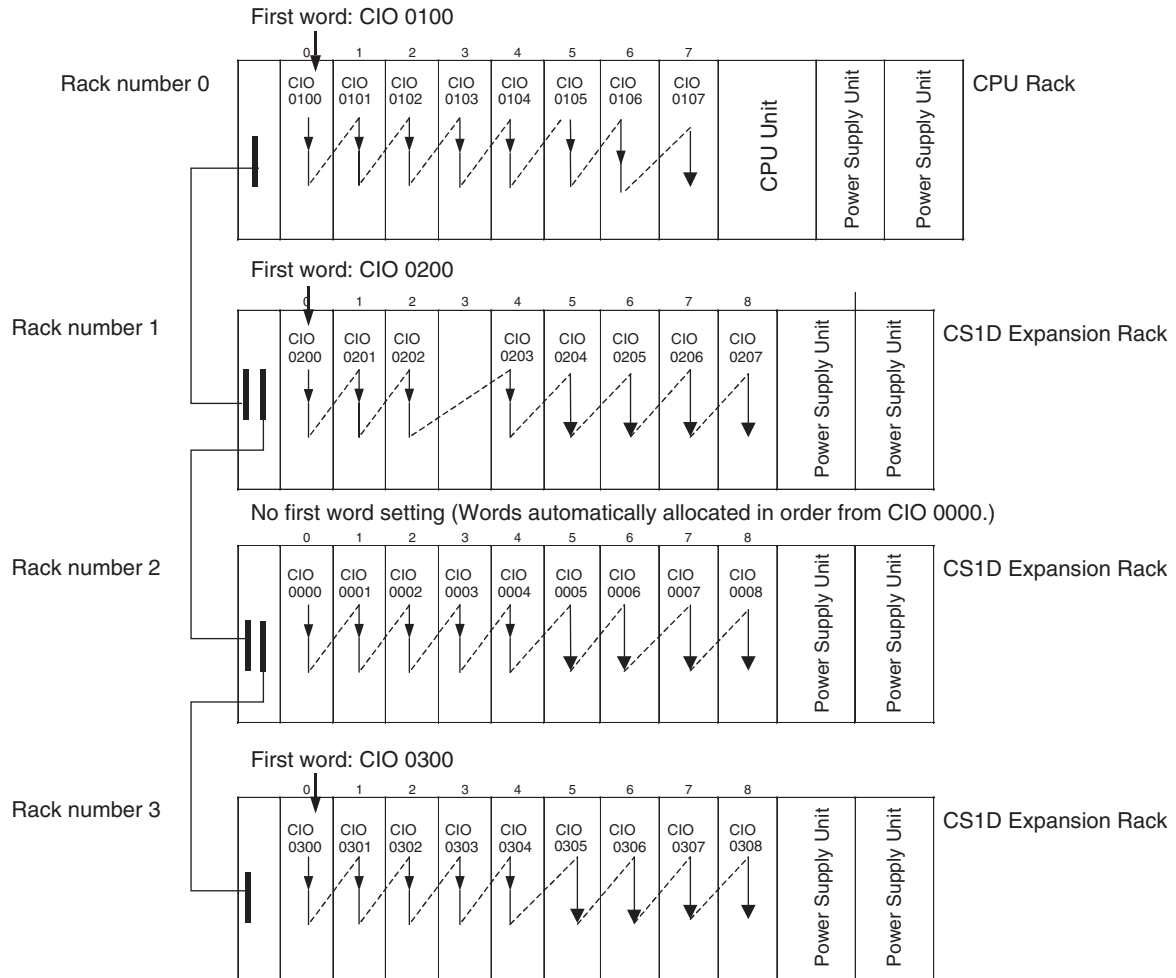 First word: CIO 0100
0 1 2 3 4 5 6 7
Rack number 0
CIO 0100
CIO 0101
CIO 0102
CIO 0103
CIO 0104
CIO 0105
CIO 0106
CIO 0107
CPU Unit
Power Supply Unit
Power Supply Unit
CPU Rack
First word: CIO 0200
0 1 2 3 4 5 6 7 8
Rack number 1
CIO 0200
CIO 0201
CIO 0202
CIO 0203
CIO 0204
CIO 0205
CIO 0206
CIO 0207
Power Supply Unit
Power Supply Unit
CS1D Expansion Rack
No first word setting (Words automatically allocated in order from CIO 0000.)
0 1 2 3 4 5 6 7 8
Rack number 2
CIO 0000
CIO 0001
CIO 0002
CIO 0003
CIO 0004
CIO 0005
CIO 0006
CIO 0007
CIO 0008
Power Supply Unit
Power Supply Unit
CS1D Expansion Rack
First word: CIO 0300
0 1 2 3 4 5 6 7 8
Rack number 3
CIO 0300
CIO 0301
CIO 0302
CIO 0303
CIO 0304
CIO 0305
CIO 0306
CIO 0307
CIO 0308
Power Supply Unit
Power Supply Unit
CS1D Expansion Rack